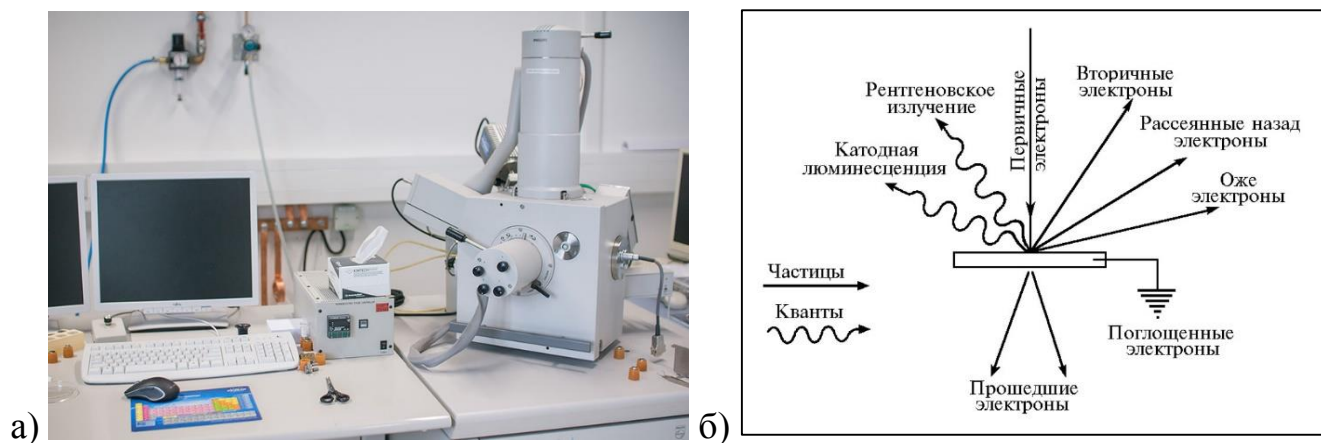 а)
PHILIPS
б)
Рентгеновское
излучение
Катодная
люминесценция
Первичные
электроны
Вторичные
электроны
Рассеянные назад
электроны
Оже
электроны
Частицы
Кванты
Поглощенные
электроны
Прошедшие
электроны